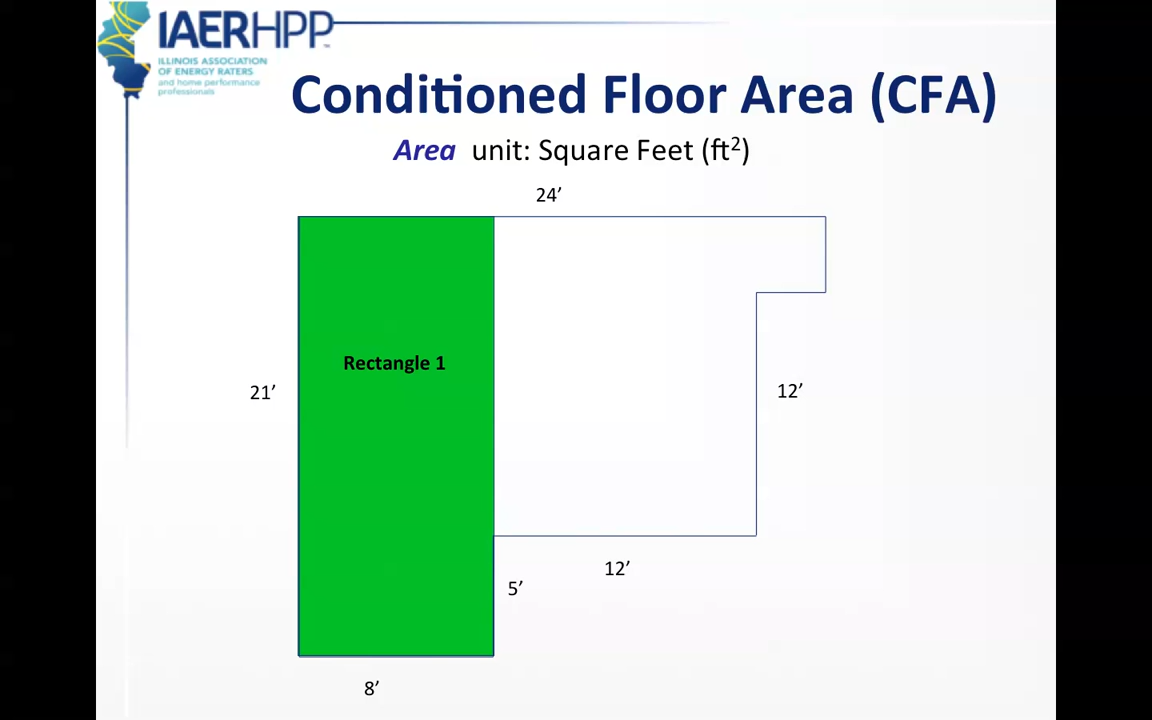 IAERHPP™
ILLINOIS ASSOCIATION
OF ENERGY RATERS
and home performance
professionals
Conditioned Floor Area (CFA)
Area unit: Square Feet (ft²)
24’
Rectangle 1
21’
12’
12’
5’
8’